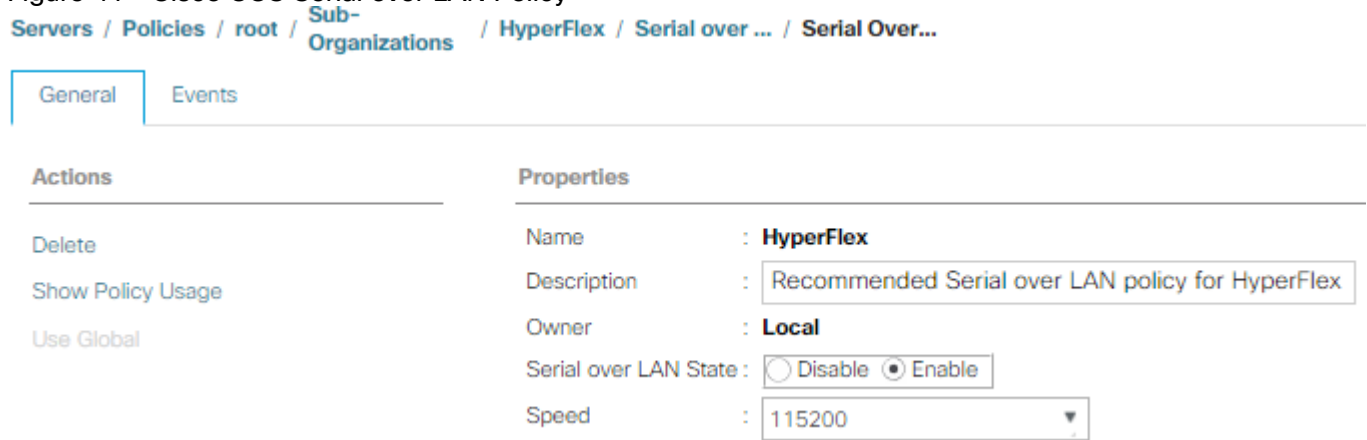 Servers / Policies / root / Sub-Organizations / HyperFlex / Serial over ... / Serial Over...
General Events
Actions Properties
Delete
Show Policy Usage
Use Global
Name : HyperFlex
Description : Recommended Serial over LAN policy for HyperFlex
Owner : Local
Serial over LAN State : Disable Enable
Speed : 115200